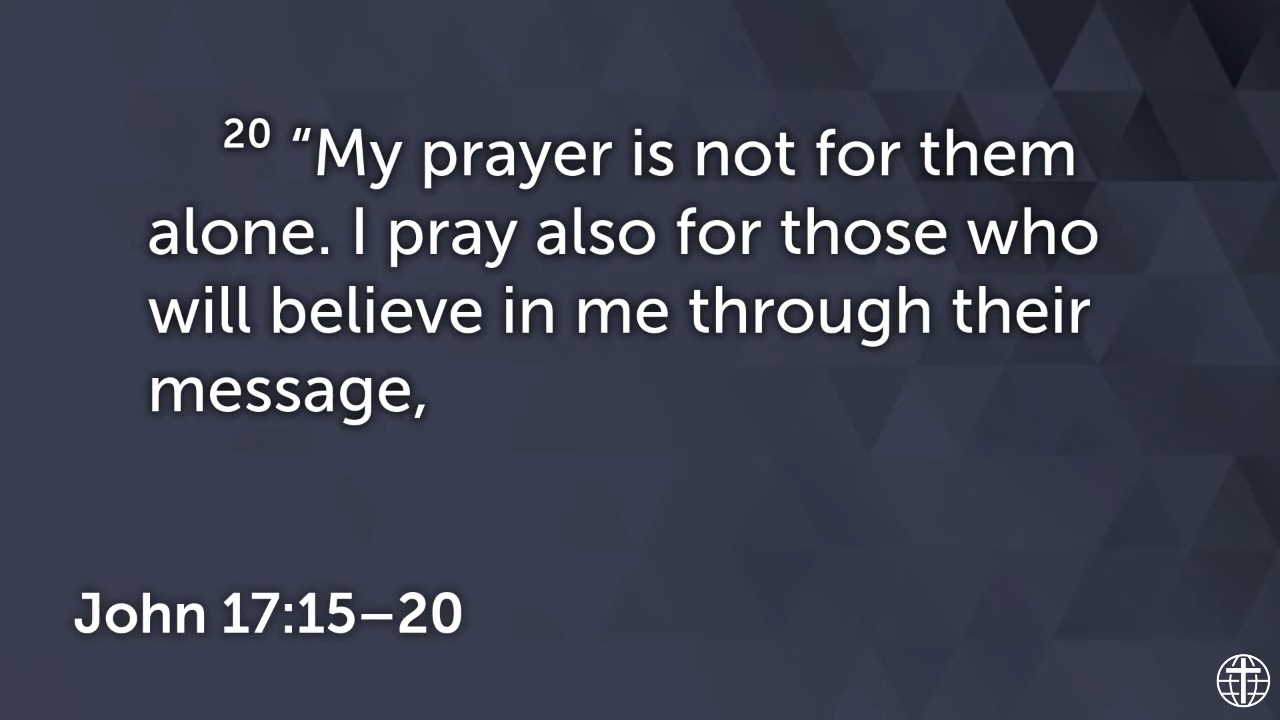 20 “My prayer is not for them
alone. I pray also for those who
will believe in me through their
message,
John 17:15–20